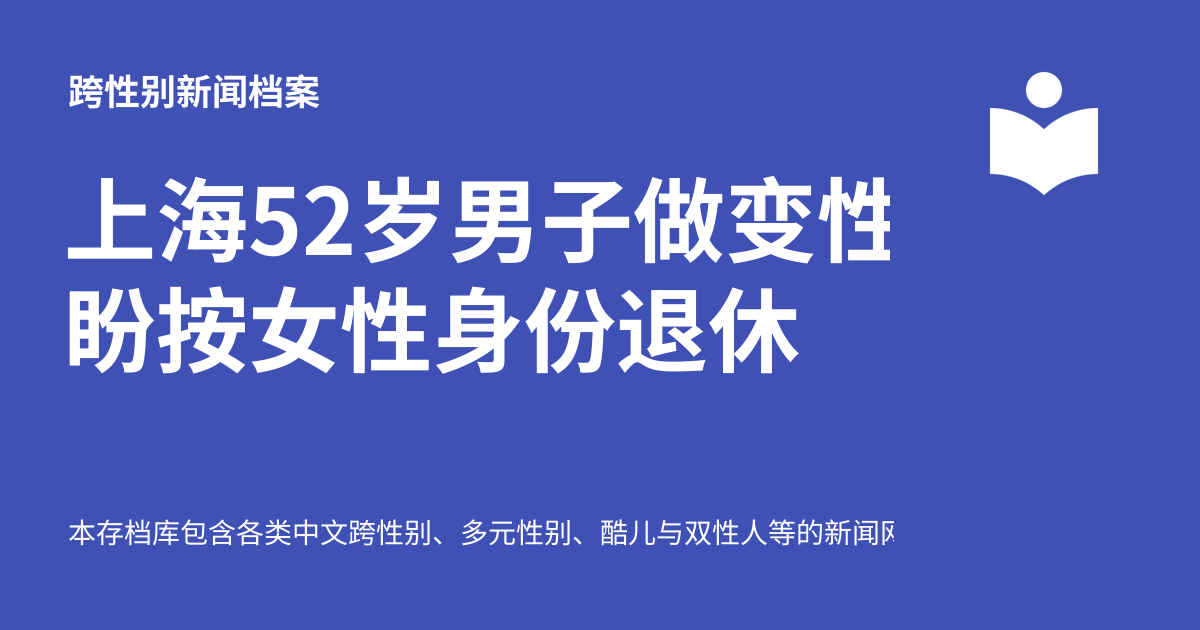 跨性别新闻档案
上海52岁男子做变性
盼按女性身份退休
本存档库包含各类中文跨性别、多元性别、酷儿与双性人等的新闻